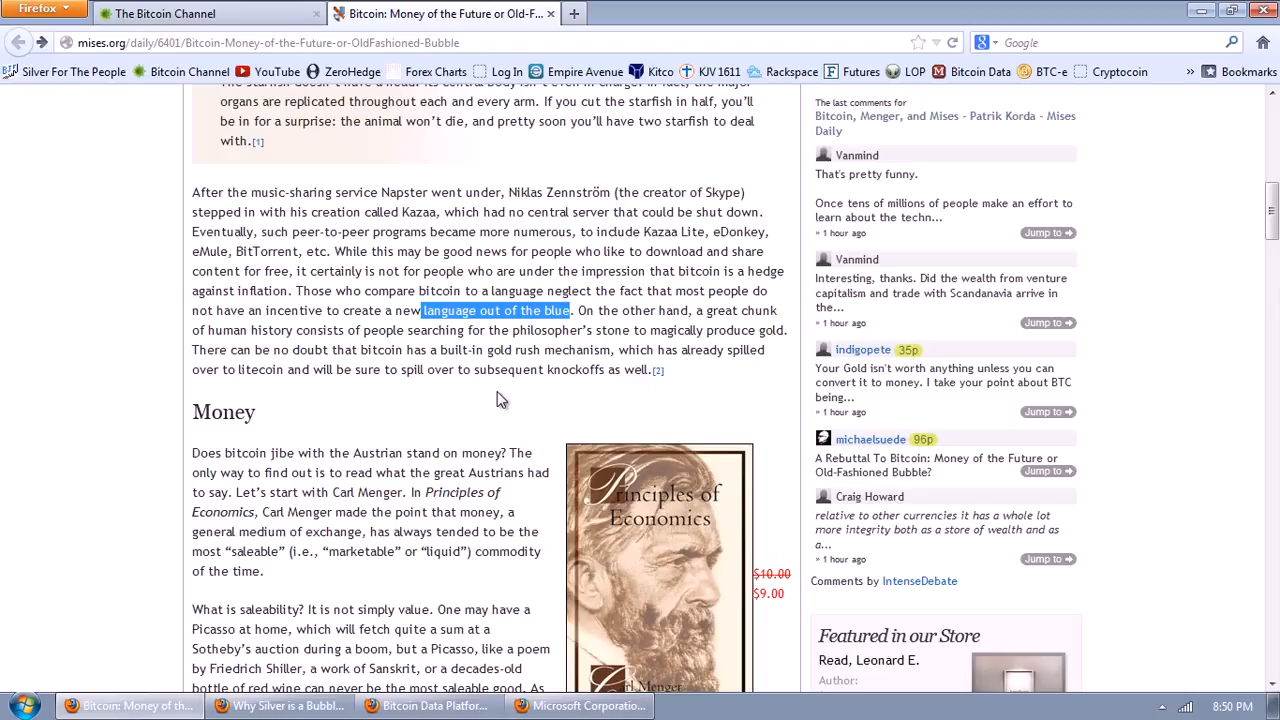 Firefox
The Bitcoin Channel
Bitcoin: Money of the Future or Old-F...
mises.org/daily/6401/Bitcoin-Money-of-the-Future-or-OldFashioned-Bubble
Google
Silver For The People
Bitcoin Channel
YouTube
ZeroHedge
Forex Charts
Log In
Empire Avenue
Kitco
KJV 1611
Rackspace
Futures
LOP
Bitcoin Data
BTC-e
Cryptocoin
»
Bookmarks
organs are replicated throughout each and every arm. If you cut the starfish in half, you'll
be in for a surprise: the animal won't die, and pretty soon you'll have two starfish to deal
with.[1]
After the music-sharing service Napster went under, Niklas Zennström (the creator of Skype)
stepped in with his creation called Kazaa, which had no central server that could be shut down.
Eventually, such peer-to-peer programs became more numerous, to include Kazaa Lite, eDonkey,
eMule, BitTorrent, etc. While this may be good news for people who like to download and share
content for free, it certainly is not for people who are under the impression that bitcoin is a hedge
against inflation. Those who compare bitcoin to a language neglect the fact that most people do
not have an incentive to create a new language out of the blue. On the other hand, a great chunk
of human history consists of people searching for the philosopher's stone to magically produce gold.
There can be no doubt that bitcoin has a built-in gold rush mechanism, which has already spilled
over to litecoin and will be sure to spill over to subsequent knockoffs as well.[2]
Money
Does bitcoin jibe with the Austrian stand on money? The
only way to find out is to read what the great Austrians had
to say. Let's start with Carl Menger. In Principles of
Economics, Carl Menger made the point that money, a
general medium of exchange, has always tended to be the
most “saleable” (i.e., “marketable” or “liquid”) commodity
of the time.
What is saleability? It is not simply value. One may have a
Picasso at home, which will fetch quite a sum at a
Sotheby's auction during a boom, but a Picasso, like a poem
by Friedrich Shiller, a work of Sanskrit, or a decades-old
bottle of red wine can never be the most saleable good. As
Principles of
Economics
Carl Menger
$10.00
$9.00
The last comments for
Bitcoin, Menger, and Mises - Patrik Korda - Mises
Daily
Vanmind
That's pretty funny.
Once tens of millions of people make an effort to
learn about the techn...
» 1 hour ago
Jump to
Vanmind
Interesting, thanks. Did the wealth from venture
capitalism and trade with Scandanavia arrive in
the...
» 1 hour ago
Jump to
indigopete 35p
Your Gold isn't worth anything unless you can
convert it to money. I take your point about BTC
being...
» 1 hour ago
Jump to
michaelsuede 96p
A Rebuttal To Bitcoin: Money of the Future or
Old-Fashioned Bubble?
Jump to
Craig Howard
relative to other currencies it has a whole lot
more integrity both as a store of wealth and as
a...
» 1 hour ago
Jump to
Comments by IntenseDebate
Featured in our Store
Read, Leonard E.
Author:
Bitcoin: Money of th...
Why Silver is a Bubbl...
Bitcoin Data Platfor...
Microsoft Corporatio...
8:50 PM